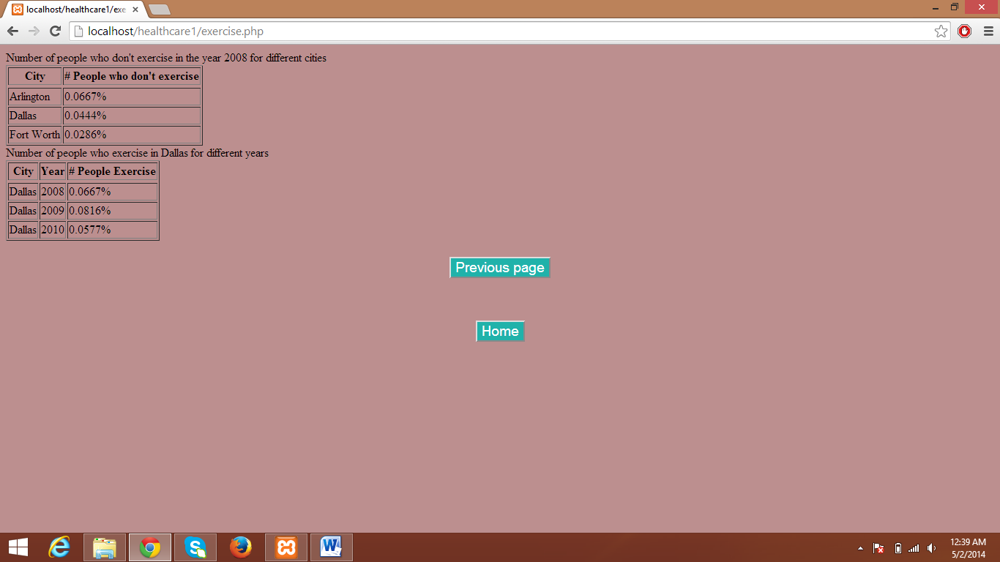 localhost/healthcare1/exe
localhost/healthcare1/exercise.php
Number of people who don't exercise in the year 2008 for different cities
City # People who don't exercise
Arlington 0.0667%
Dallas 0.0444%
Fort Worth 0.0286%
Number of people who exercise in Dallas for different years
City Year # People Exercise
Dallas 2008 0.0667%
Dallas 2009 0.0816%
Dallas 2010 0.0577%
Previous page
Home
12:39 AM
5/2/2014